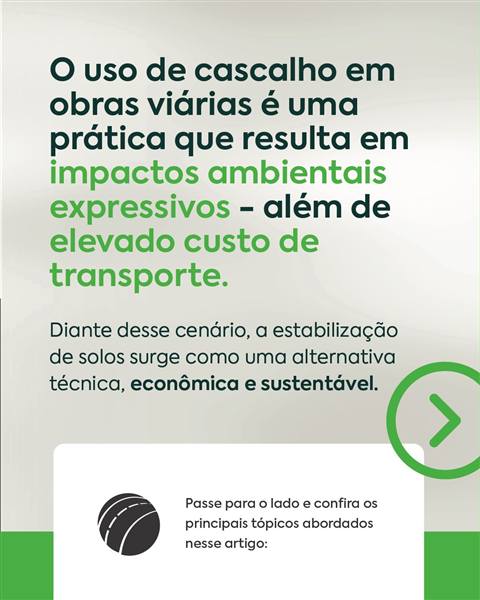 O uso de cascalho em
obras viárias é uma
prática que resulta em
impactos ambientais
expressivos - além de
elevado custo de
transporte.
Diante desse cenário, a estabilização
de solos surge como uma alternativa
técnica, econômica e sustentável.
Passe para o lado e confira os
principais tópicos abordados
nesse artigo: